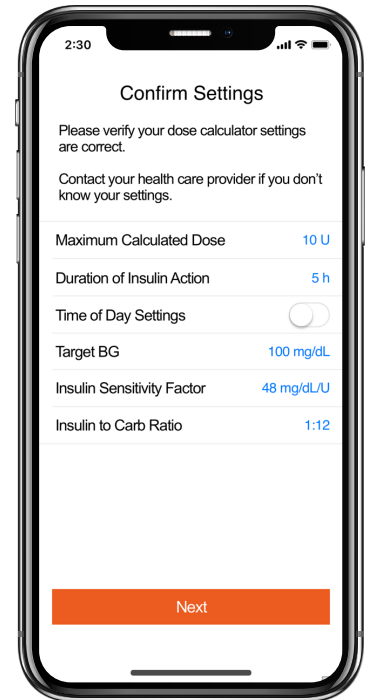 2:30
Confirm Settings
Please verify your dose calculator settings
are correct.
Contact your health care provider if you don't
know your settings.
Maximum Calculated Dose 10 U
Duration of Insulin Action 5 h
Time of Day Settings
Target BG 100 mg/dL
Insulin Sensitivity Factor 48 mg/dL/U
Insulin to Carb Ratio 1:12
Next